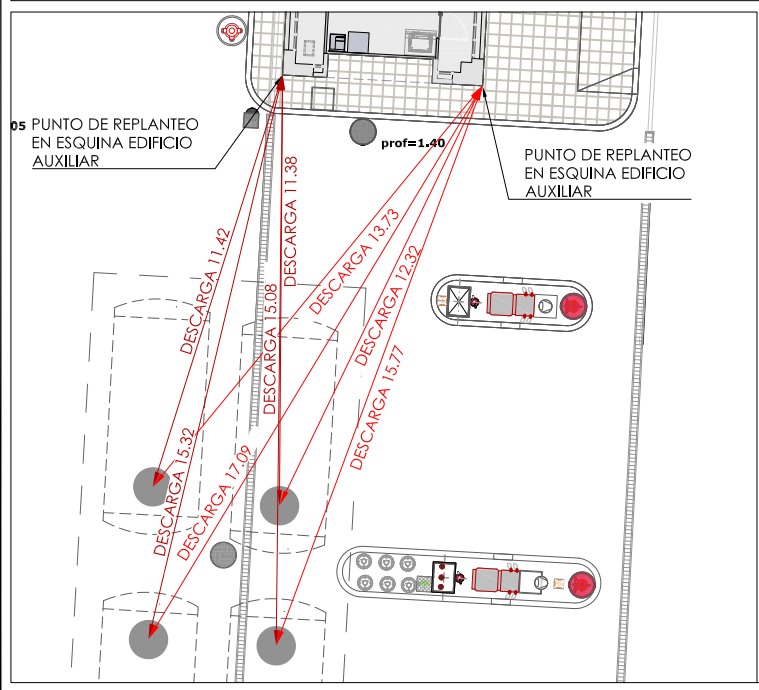 05 PUNTO DE REPLANTEO
EN ESQUINA EDIFICIO
AUXILIAR
prof=1.40
PUNTO DE REPLANTEO
EN ESQUINA EDIFICIO
AUXILIAR
DESCARGA 11.42
DESCARGA 11.38
DESCARGA 13.73
DESCARGA 12.32
DESCARGA 15.08
DESCARGA 15.77
DESCARGA 15.32
DESCARGA 17.09